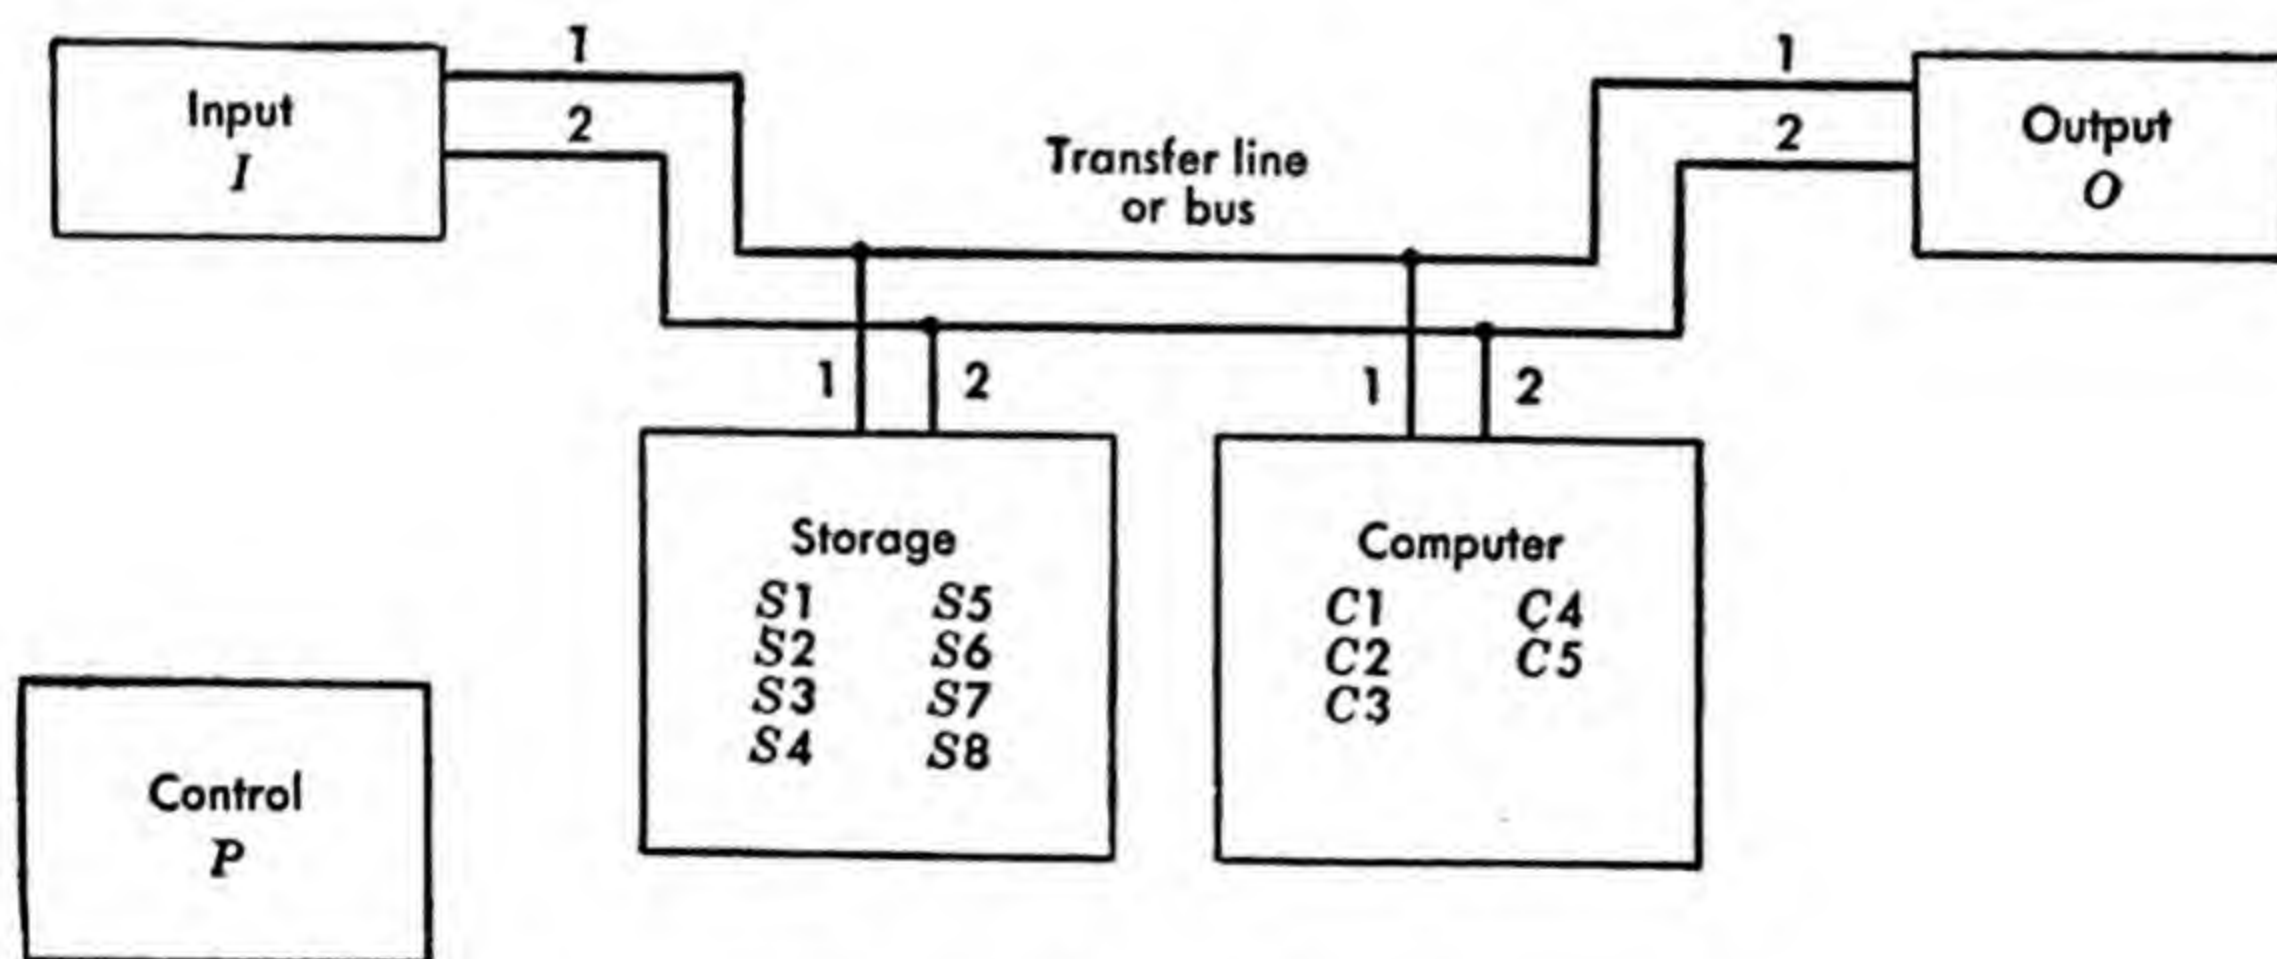 1
2
Input
I
1
2
Output
O
Transfer line
or bus
1
2
1
2
Storage
S1 S5
S2 S6
S3 S7
S4 S8
Computer
C1 C4
C2 C5
C3
Control
P